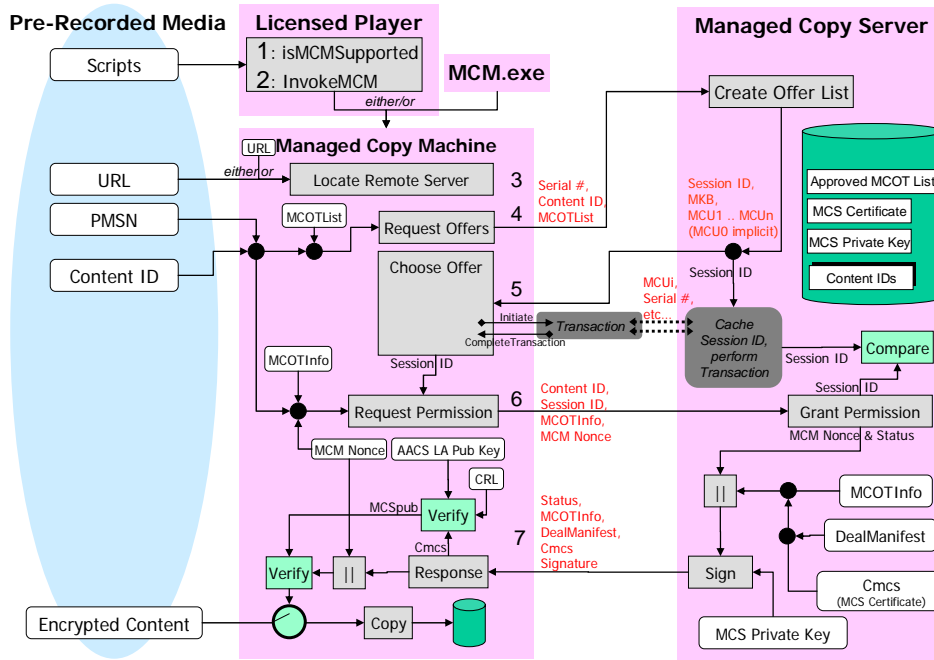 Pre-Recorded Media
Licensed Player
Managed Copy Server
Scripts
1: isMCMSupported
2: InvokeMCM
MCM.exe
either/or
Create Offer List
Managed Copy Machine
URL
either/or
URL
Locate Remote Server
3
Serial #,
Content ID,
MCOTList
Session ID,
MKB,
MCU1 .. MCUn
(MCU0 implicit)
Approved MCOT List
MCS Certificate
MCS Private Key
Content IDs
PMSN
MCOTList
Request Offers
4
Content ID
Choose Offer
5
Session ID
MCUi,
Serial #,
etc...
Initiate
Transaction
CompleteTransaction
Cache
Session ID,
perform
Transaction
Session ID
Compare
Session ID
Session ID
MCOTInfo
Request Permission
6
Content ID,
Session ID,
MCOTInfo,
MCM Nonce
Grant Permission
MCM Nonce & Status
MCM Nonce
AACS LA Pub Key
CRL
MCSpub
Verify
Cmcs
||
MCOTInfo
DealManifest
Status,
MCOTInfo,
DealManifest,
Cmcs
Signature
7
Verify
||
Response
Sign
Cmcs
(MCS Certificate)
Encrypted Content
Copy
MCS Private Key